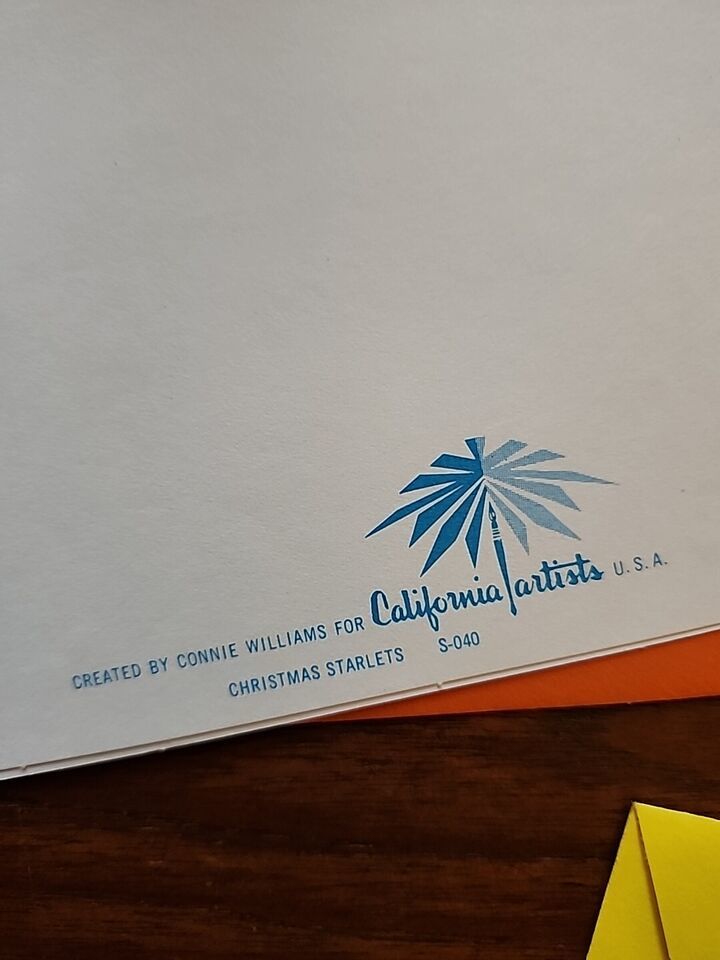 CREATED BY CONNIE WILLIAMS FOR California artists U.S.A.
CHRISTMAS STARLETS S-040